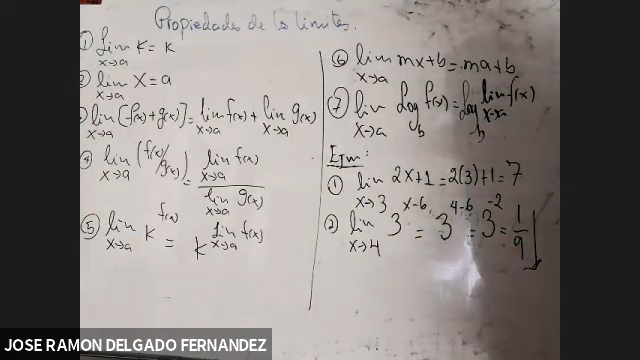 Propiedades de los limites.
① Lim K = K
x→a
② lim X = a
x→a
③ lim [f(x) + g(x)] = lim f(x) + lim g(x)
x→a x→a x→a
④ lim (f(x)/g(x)) = lim f(x) / lim g(x)
x→a x→a x→a
⑤ lim K^f(x) = K^Lim f(x)
x→a x→a
⑥ lim mx+b = ma+b
x→a
⑦ lim Log_b f(x) = Log_b lim f(x)
x→a x→a
Ejm:
① lim 2x+1 = 2(3)+1 = 7
x→3
② lim 3^x-6 = 3^4-6 = 3^-2 = 1/9
x→4
JOSE RAMON DELGADO FERNANDEZ